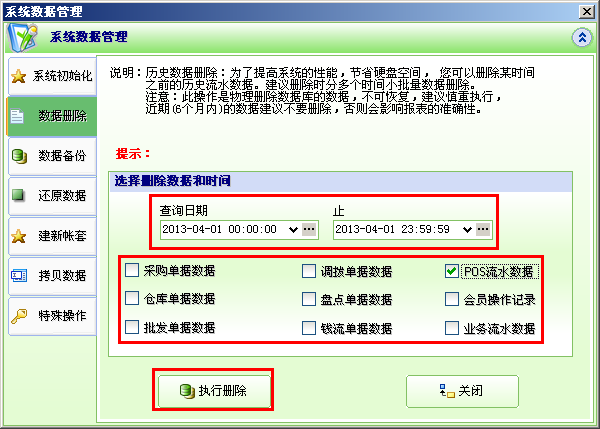 系统数据管理
系统数据管理
系统初始化
数据删除
数据备份
还原数据
建新帐套
拷贝数据
特殊操作
说明：历史数据删除：为了提高系统的性能，节省硬盘空间， 您可以删除某时间
之前的历史流水数据。建议删除时分多个时间小批量数据删除。
注意：此操作是物理删除数据库的数据，不可恢复，建议慎重执行，
近期(6个月内)的数据建议不要删除，否则会影响报表的准确性。
提示：
选择删除数据和时间
查询日期 止
2013-04-01 00:00:00 2013-04-01 23:59:59
采购单据数据 调拨单据数据 POS流水数据
仓库单据数据 盘点单据数据 会员操作记录
批发单据数据 钱流单据数据 业务流水数据
执行删除 关闭